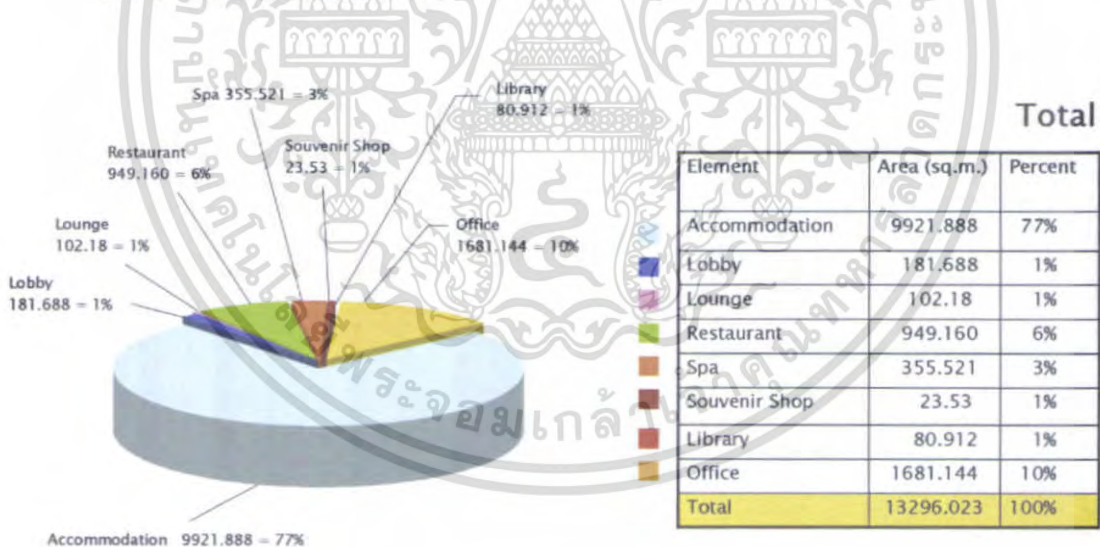 Spa 355.521 = 3%
Library
80.912 = 1%
Restaurant
949.160 = 6%
Souvenir Shop
23.53 = 1%
Lounge
102.18 = 1%
Office
1681.144 = 10%
Lobby
181.688 = 1%
Accommodation 9921.888 = 77%
Total
Element Area (sq.m.) Percent
Accommodation 9921.888 77%
Lobby 181.688 1%
Lounge 102.18 1%
Restaurant 949.160 6%
Spa 355.521 3%
Souvenir Shop 23.53 1%
Library 80.912 1%
Office 1681.144 10%
Total 13296.023 100%